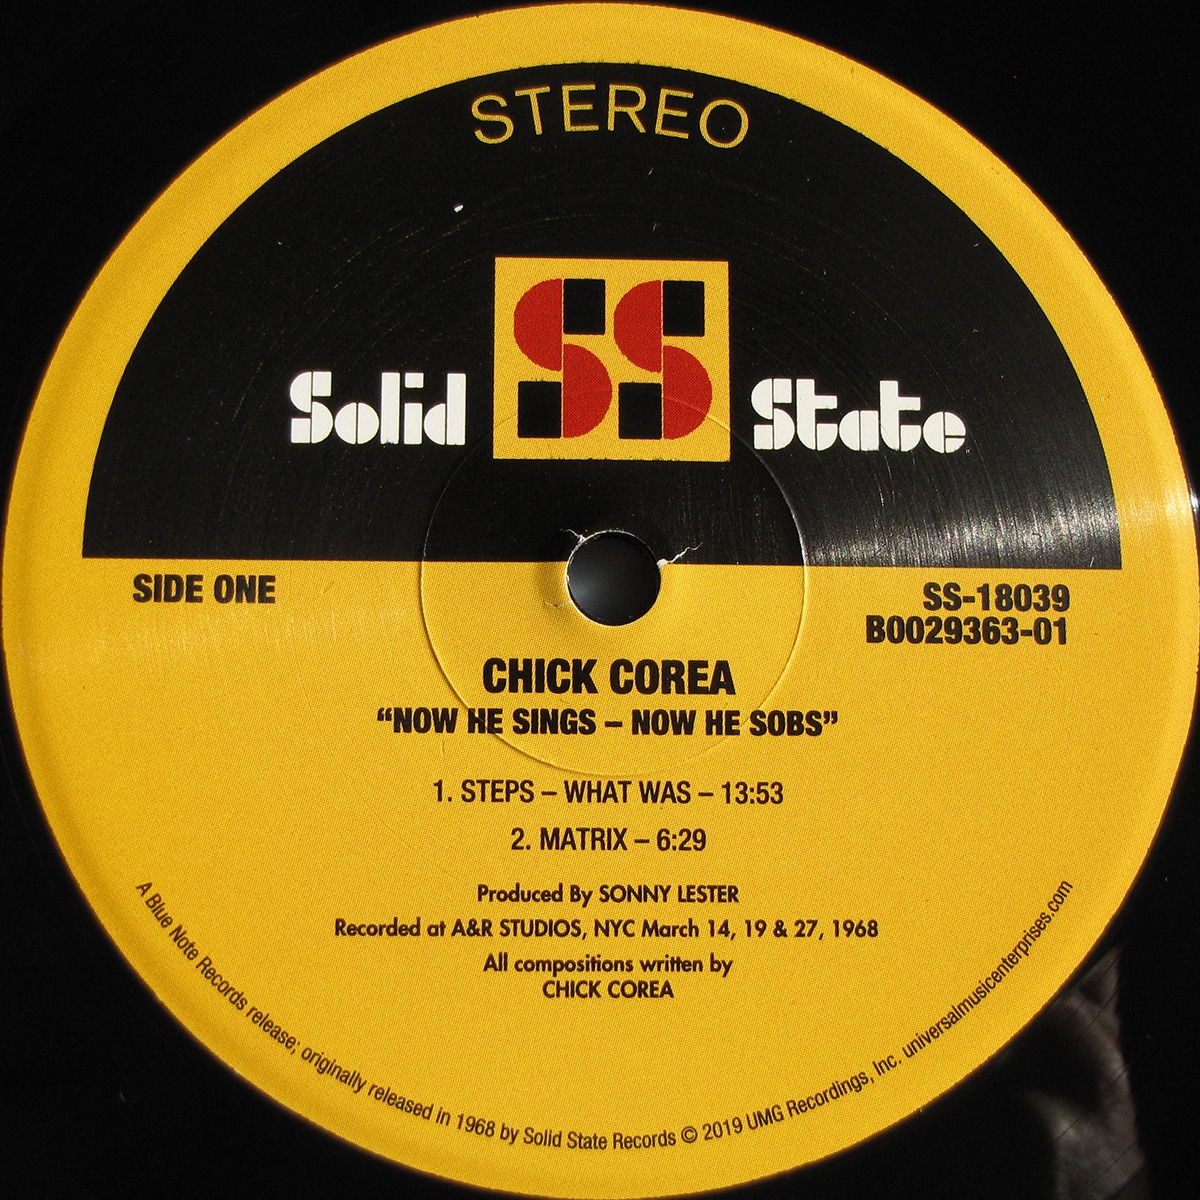 STEREO
SS
Solid State
SIDE ONE
SS-18039
B0029363-01
CHICK COREA
“NOW HE SINGS – NOW HE SOBS”
1. STEPS – WHAT WAS – 13:53
2. MATRIX – 6:29
Produced By SONNY LESTER
Recorded at A&R STUDIOS, NYC March 14, 19 & 27, 1968
All compositions written by
CHICK COREA
A Blue Note Records release; originally released in 1968 by Solid State Records © 2019 UMG Recordings, Inc. universalmusicenterprises.com